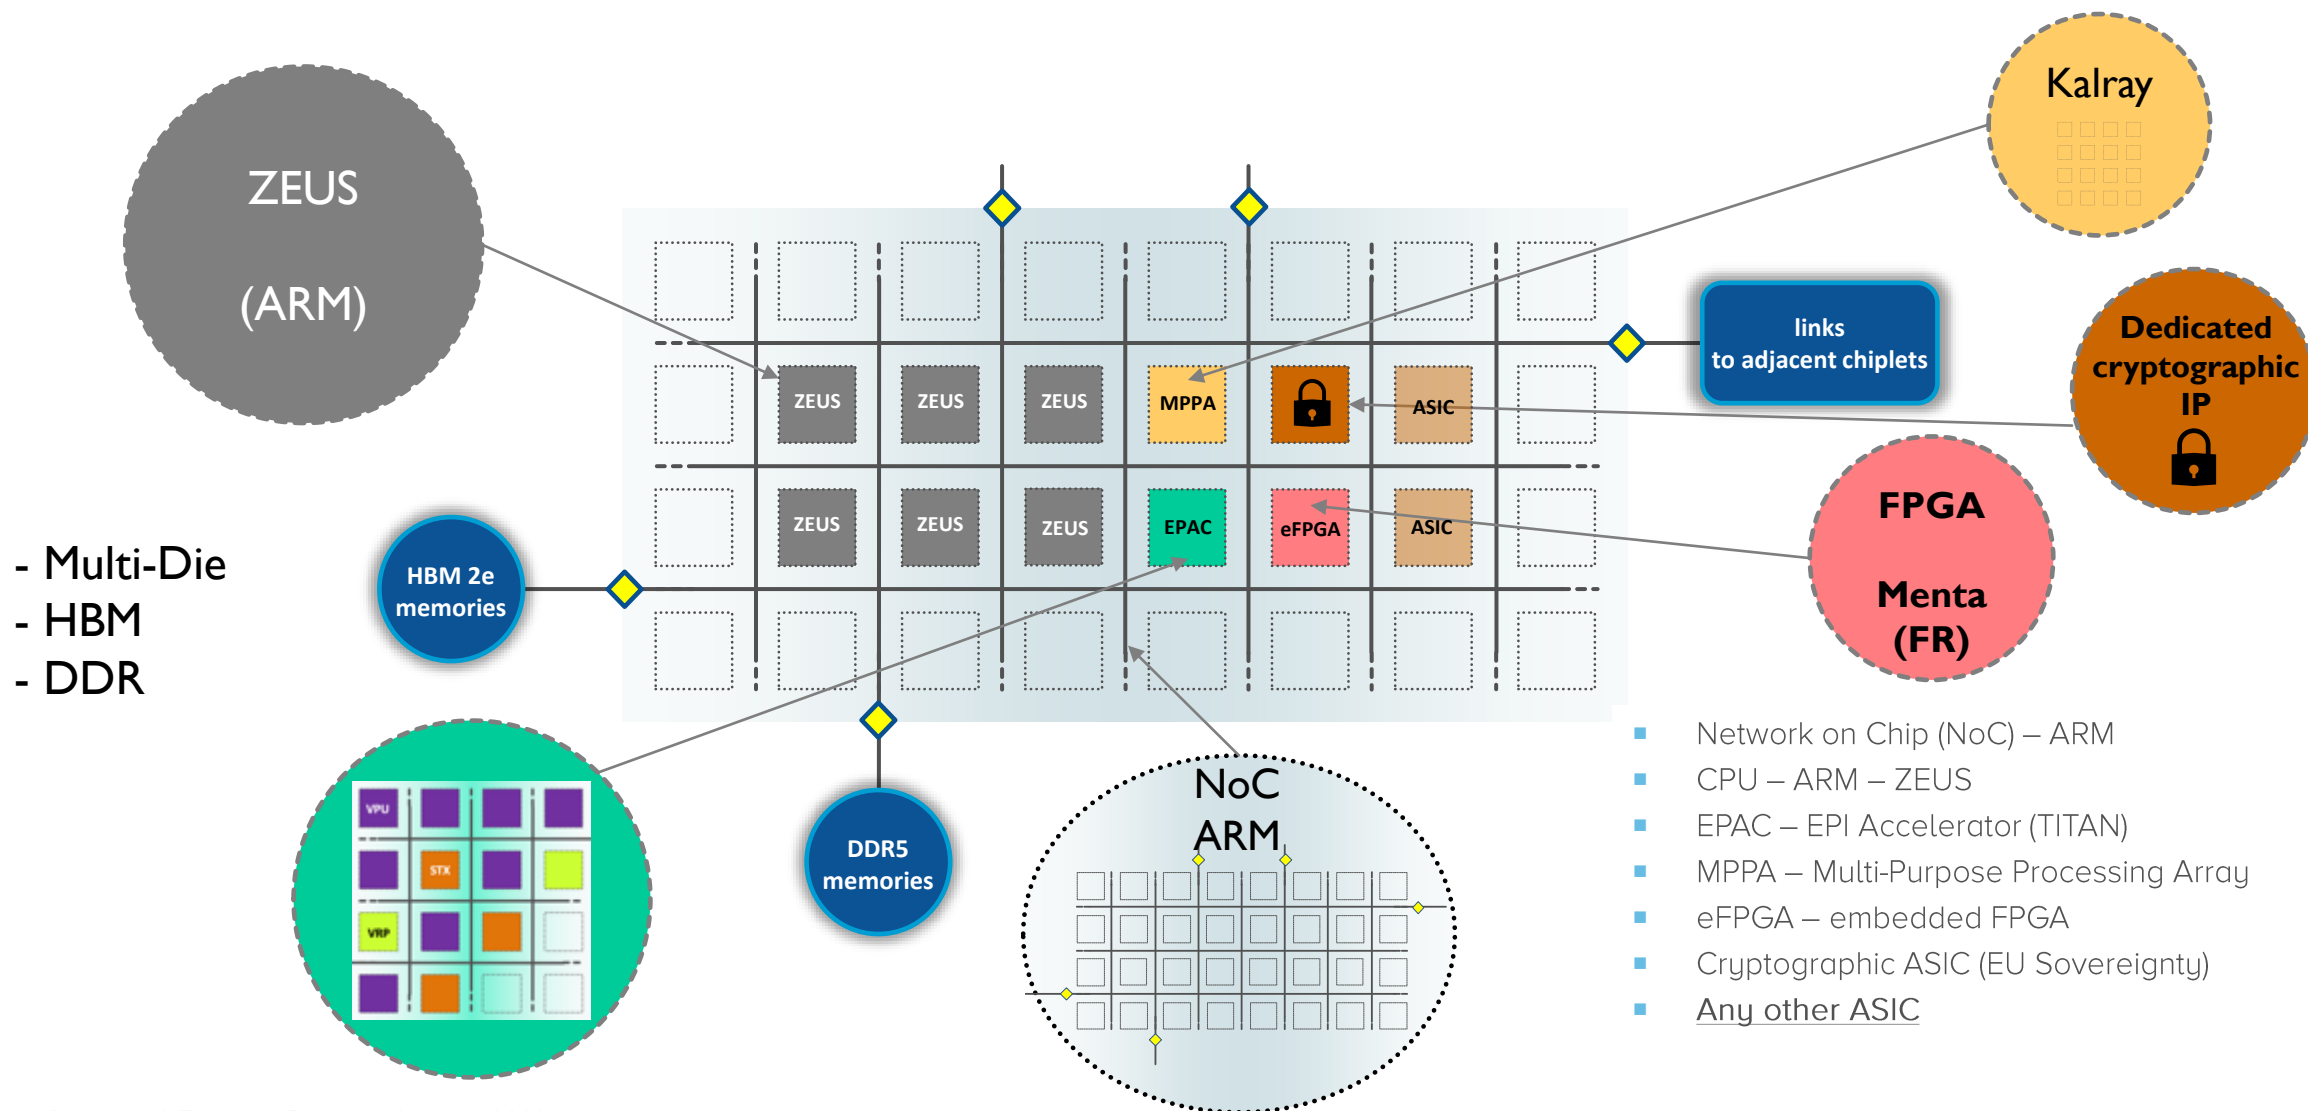 Kalray
ZEUS
(ARM)
links
to adjacent chiplets
Dedicated
cryptographic
IP
ZEUS
ZEUS
ZEUS
MPPA
ASIC
ZEUS
ZEUS
ZEUS
EPAC
eFPGA
ASIC
FPGA
Menta
(FR)
- Multi-Die
- HBM
- DDR
HBM 2e
memories
VPU
STX
VRP
DDR5
memories
NoC
ARM
Network on Chip (NoC) – ARM
CPU – ARM – ZEUS
EPAC – EPI Accelerator (TITAN)
MPPA – Multi-Purpose Processing Array
eFPGA – embedded FPGA
Cryptographic ASIC (EU Sovereignty)
Any other ASIC